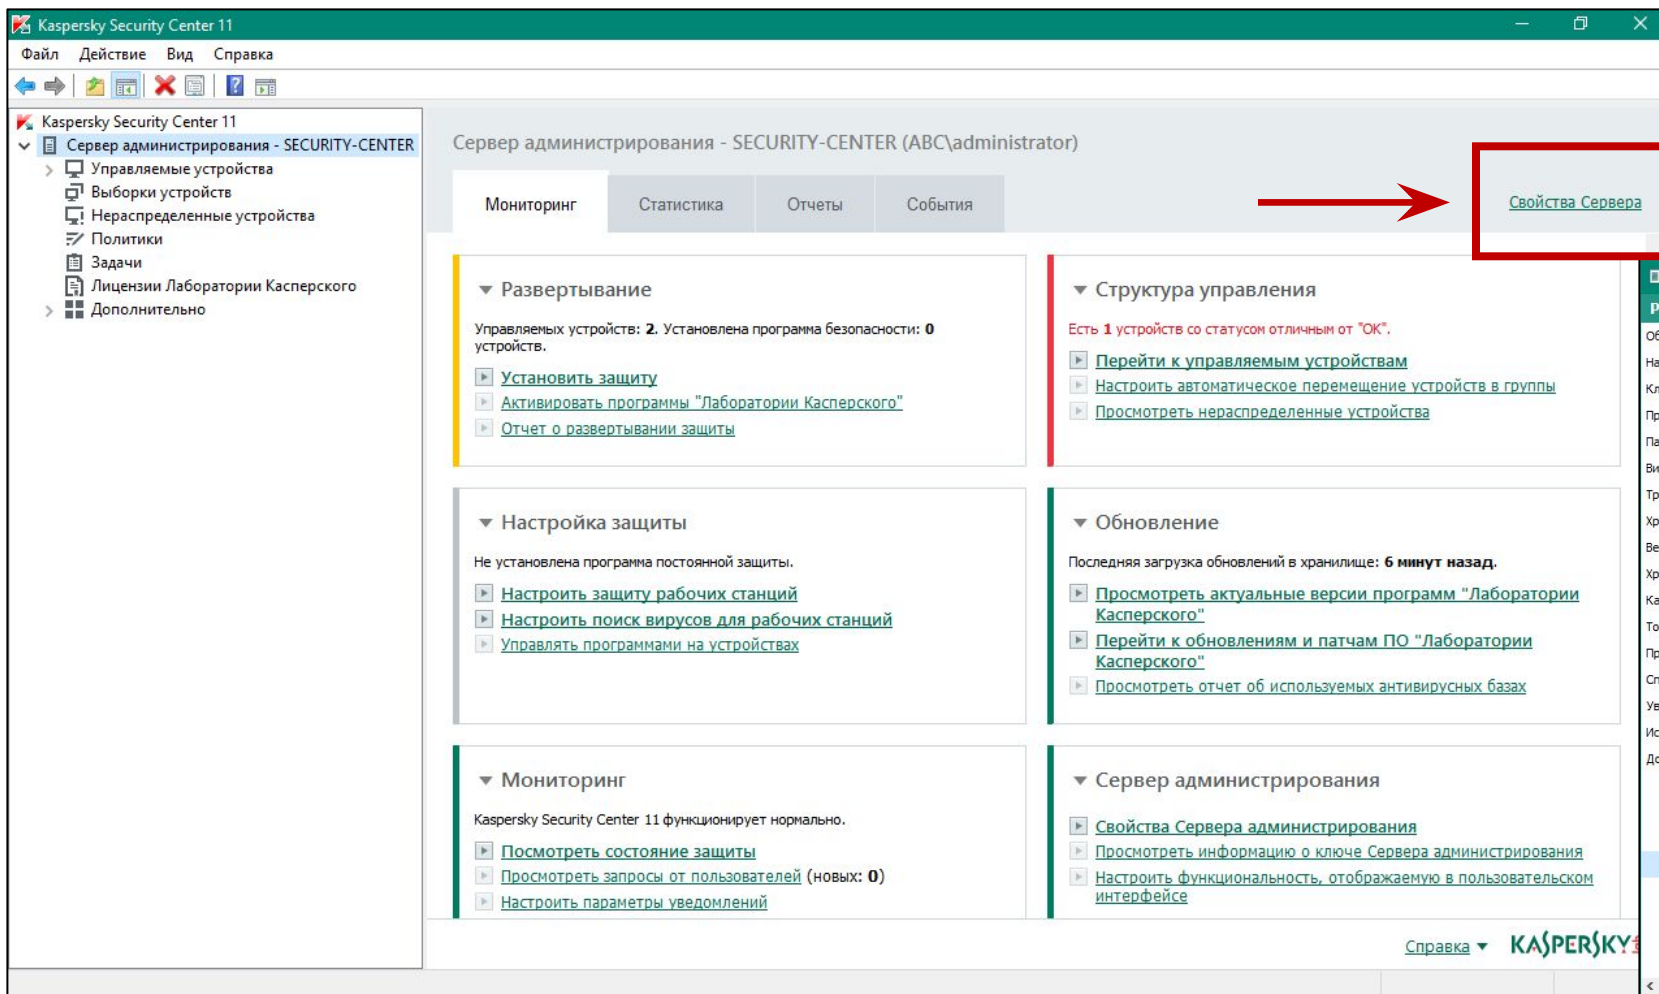 Kaspersky Security Center 11
Файл Действие Вид Справка
Kaspersky Security Center 11
Сервер администрирования - SECURITY-CENTER
Управляемые устройства
Выборки устройств
Нераспределенные устройства
Политики
Задачи
Лицензии Лаборатории Касперского
Дополнительно
Сервер администрирования - SECURITY-CENTER (ABC\administrator)
Мониторинг Статистика Отчеты События
Свойства Сервера
Развертывание
Управляемых устройств: 2. Установлена программа безопасности: 0
устройств.
Установить защиту
Активировать программы "Лаборатории Касперского"
Отчет о развертывании защиты
Структура управления
Есть 1 устройств со статусом отличным от "OK".
Перейти к управляемым устройствам
Настроить автоматическое перемещение устройств в группы
Просмотреть нераспределенные устройства
Настройка защиты
Не установлена программа постоянной защиты.
Настроить защиту рабочих станций
Настроить поиск вирусов для рабочих станций
Управлять программами на устройствах
Обновление
Последняя загрузка обновлений в хранилище: 6 минут назад.
Просмотреть актуальные версии программ "Лаборатории
Касперского"
Перейти к обновлениям и патчам ПО "Лаборатории
Касперского"
Просмотреть отчет об используемых антивирусных базах
Мониторинг
Kaspersky Security Center 11 функционирует нормально.
Посмотреть состояние защиты
Просмотреть запросы от пользователей (новых: 0)
Настроить параметры уведомлений
Сервер администрирования
Свойства Сервера администрирования
Просмотреть информацию о ключе Сервера администрирования
Настроить функциональность, отображаемую в пользовательском
интерфейсе
Справка
KASPERSKY